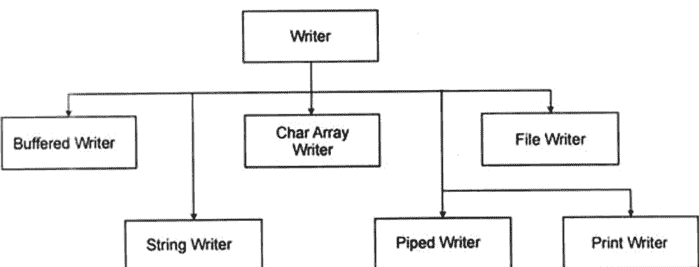 Writer
Buffered Writer
Char Array
Writer
File Writer
String Writer
Piped Writer
Print Writer